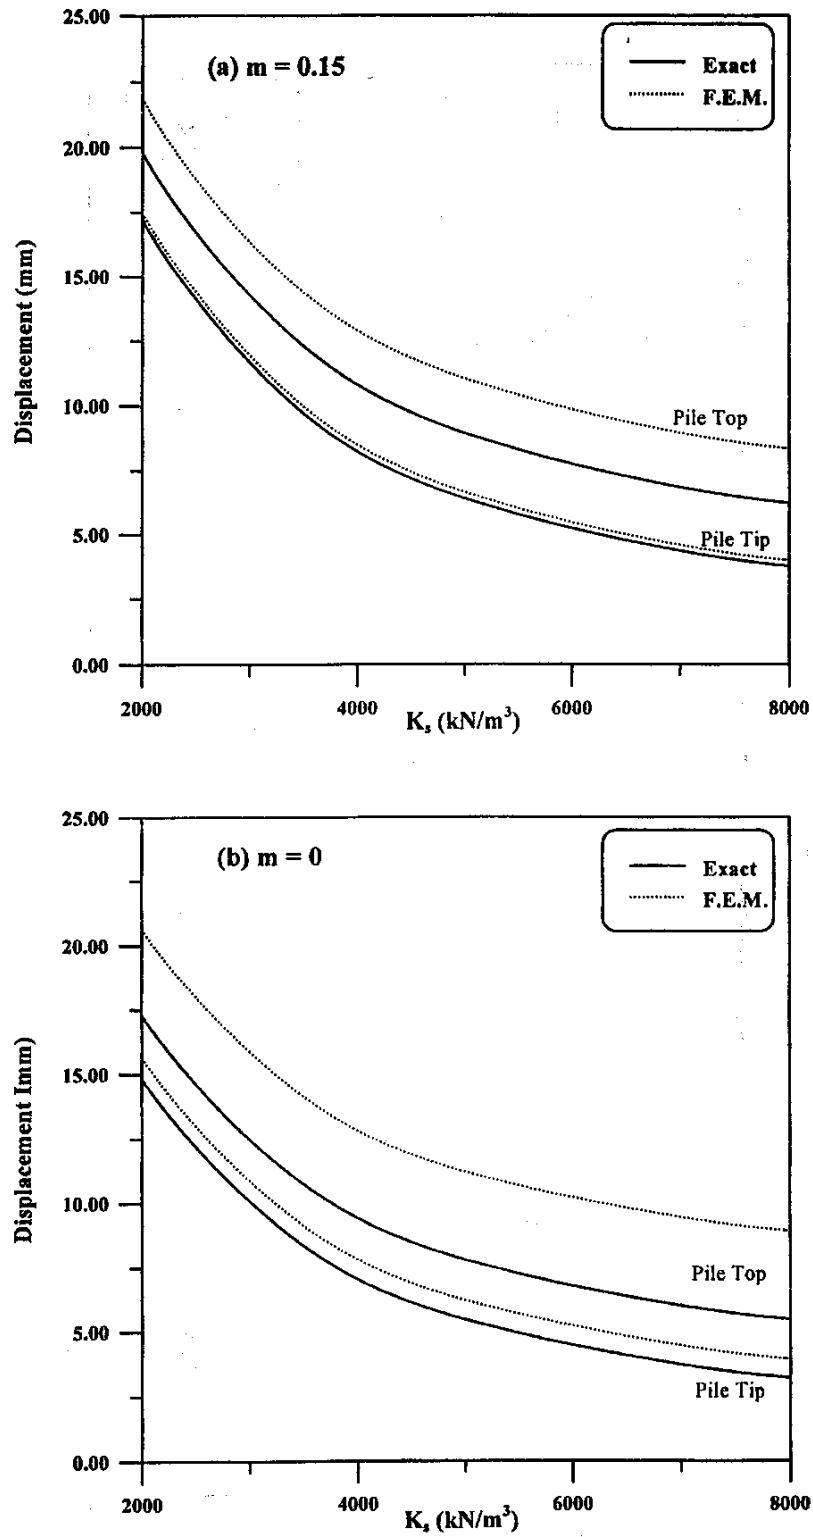 25.00
(a) m = 0.15
Exact
F.E.M.
20.00
15.00
Displacement (mm)
10.00
Pile Top
5.00
Pile Tip
0.00
2000
4000
6000
8000
K_s (kN/m³)
25.00
(b) m = 0
Exact
F.E.M.
20.00
15.00
Displacement Imm)
10.00
Pile Top
5.00
Pile Tip
0.00
2000
4000
6000
8000
K_s (kN/m³)